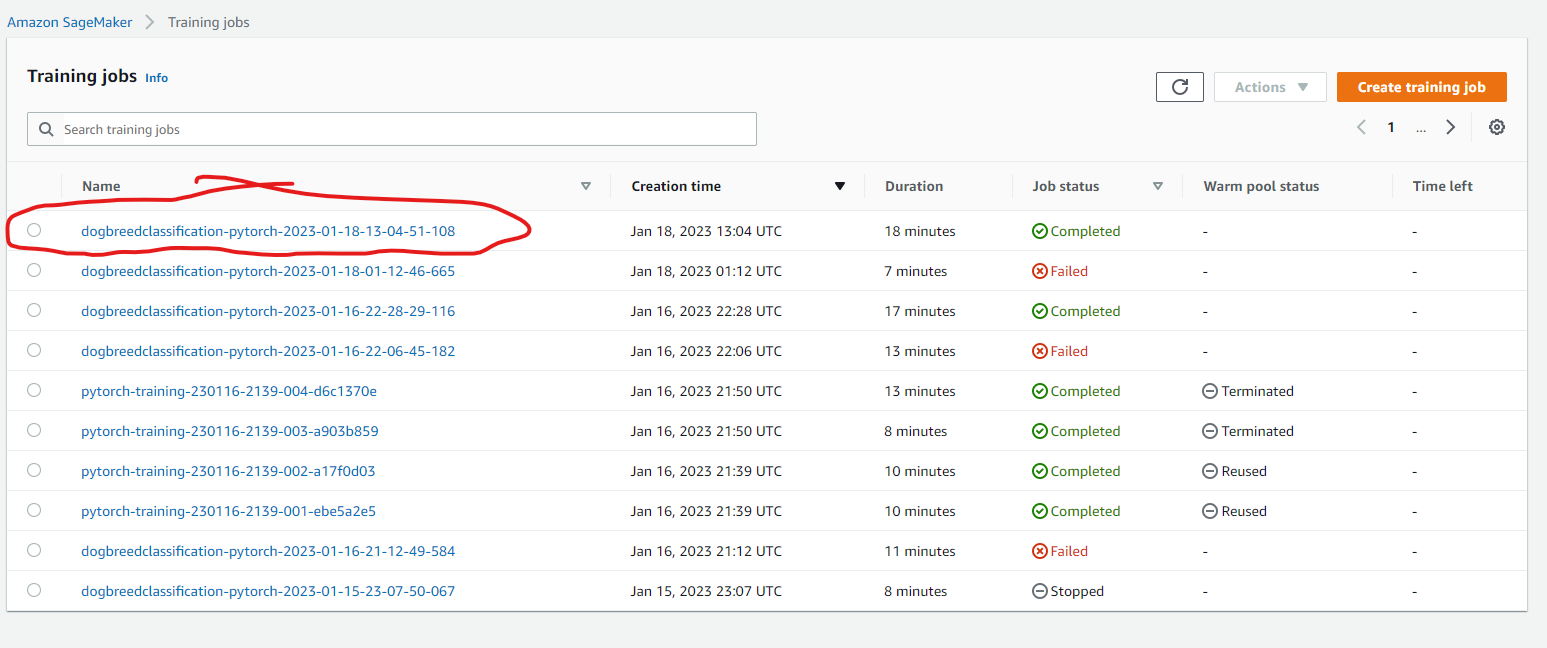 Amazon SageMaker > Training jobs
Training jobs Info
Actions Create training job
Search training jobs
1 ...
Name Creation time Duration Job status Warm pool status Time left
dogbreedclassification-pytorch-2023-01-18-13-04-51-108 Jan 18, 2023 13:04 UTC 18 minutes Completed - -
dogbreedclassification-pytorch-2023-01-18-01-12-46-665 Jan 18, 2023 01:12 UTC 7 minutes Failed - -
dogbreedclassification-pytorch-2023-01-16-22-28-29-116 Jan 16, 2023 22:28 UTC 17 minutes Completed - -
dogbreedclassification-pytorch-2023-01-16-22-06-45-182 Jan 16, 2023 22:06 UTC 13 minutes Failed - -
pytorch-training-230116-2139-004-d6c1370e Jan 16, 2023 21:50 UTC 13 minutes Completed Terminated -
pytorch-training-230116-2139-003-a903b859 Jan 16, 2023 21:50 UTC 8 minutes Completed Terminated -
pytorch-training-230116-2139-002-a17f0d03 Jan 16, 2023 21:39 UTC 10 minutes Completed Reused -
pytorch-training-230116-2139-001-ebe5a2e5 Jan 16, 2023 21:39 UTC 10 minutes Completed Reused -
dogbreedclassification-pytorch-2023-01-16-21-12-49-584 Jan 16, 2023 21:12 UTC 11 minutes Failed - -
dogbreedclassification-pytorch-2023-01-15-23-07-50-067 Jan 15, 2023 23:07 UTC 8 minutes Stopped - -